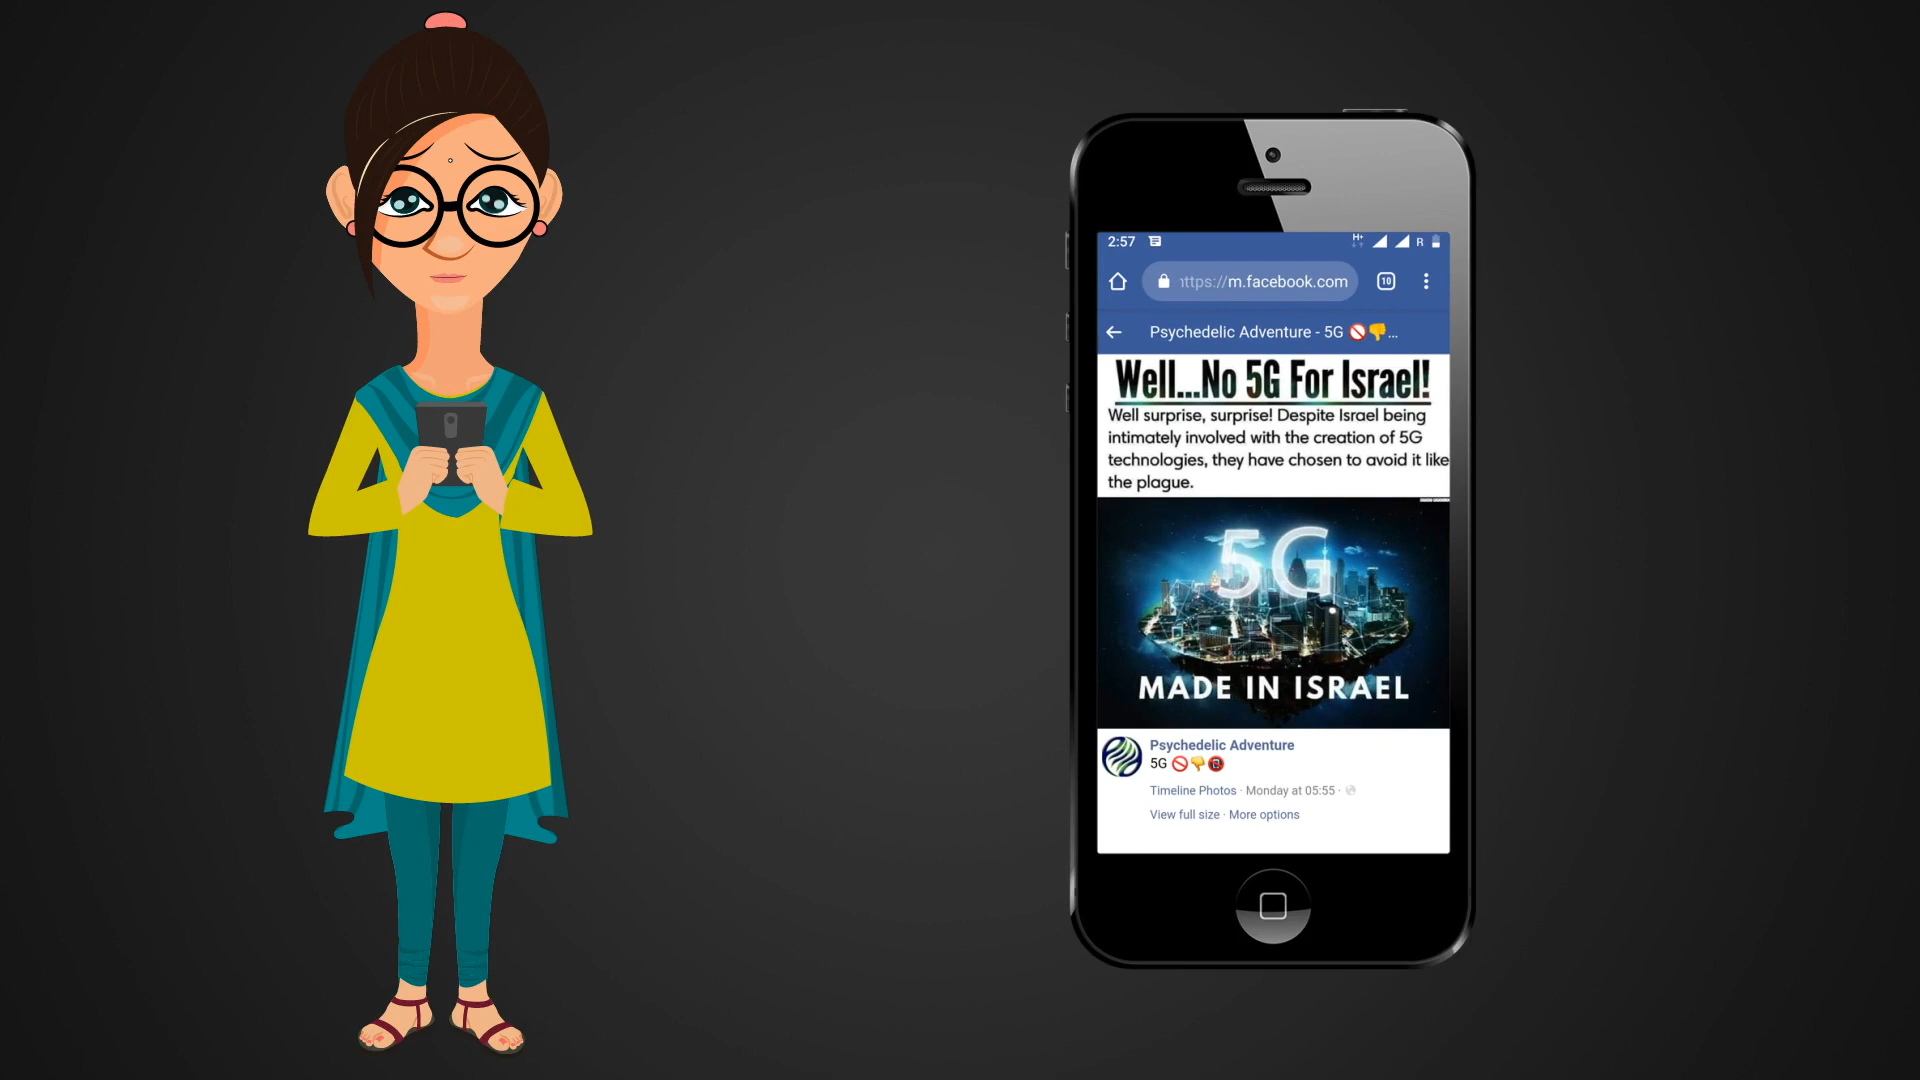 2:57 H+ R
https://m.facebook.com 10
Psychedelic Adventure - 5G 🚫👎...
Well...No 5G For Israel!
Well surprise, surprise! Despite Israel being
intimately involved with the creation of 5G
technologies, they have chosen to avoid it like
the plague.
5G
MADE IN ISRAEL
Psychedelic Adventure
5G 🚫👎📵
Timeline Photos · Monday at 05:55 ·
View full size · More options